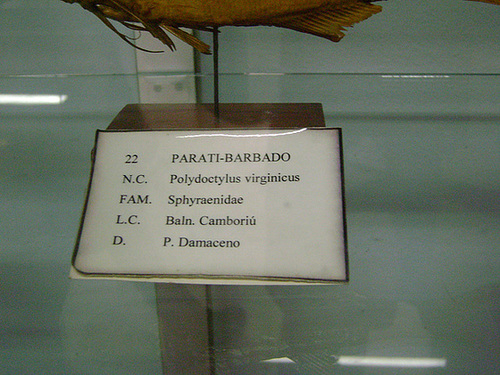 22 PARATI-BARBADO
N.C. Polydoctylus virginicus
FAM. Sphyraenidae
L.C. Baln. Camboriú
D. P. Damaceno